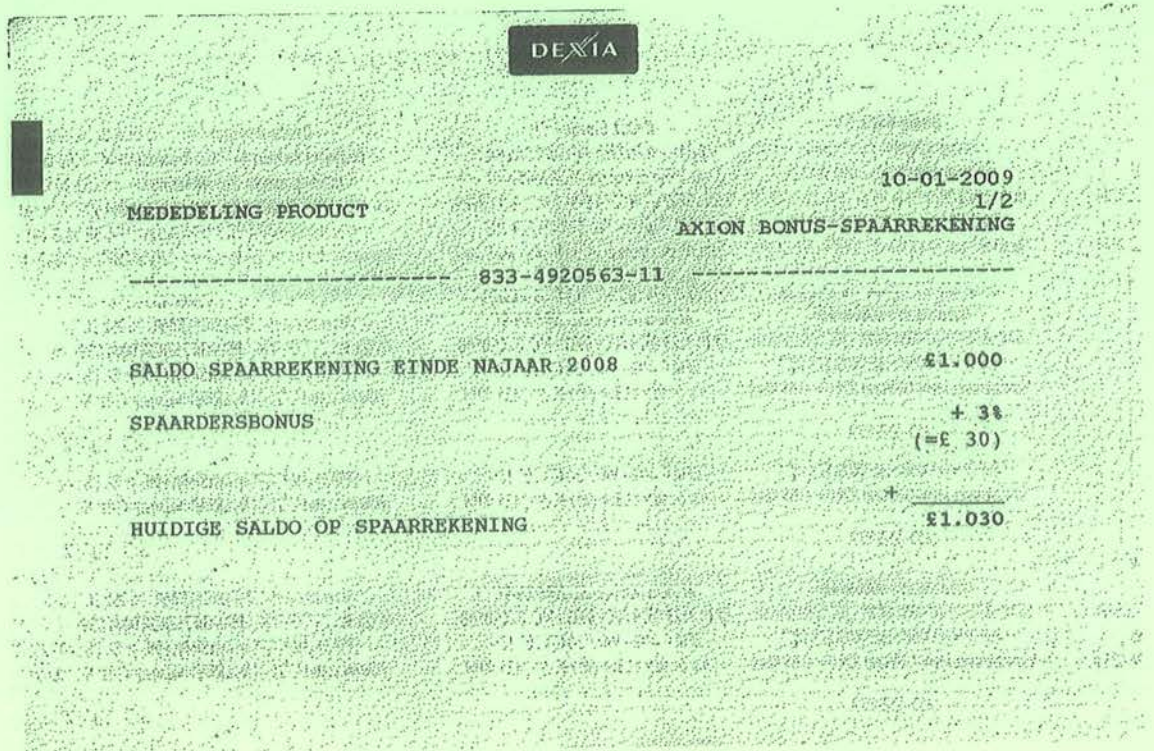 DEXIA
10-01-2009
MEDEDELING PRODUCT 1/2
AXION BONUS-SPAARREKENING
---------------------- 833-4920563-11 ----------------------
SALDO SPAARREKENING EINDE NAJAAR 2008 £1.000
SPAARDERSBONUS + 3%
(=£ 30)
+
HUIDIGE SALDO OP SPAARREKENING £1.030